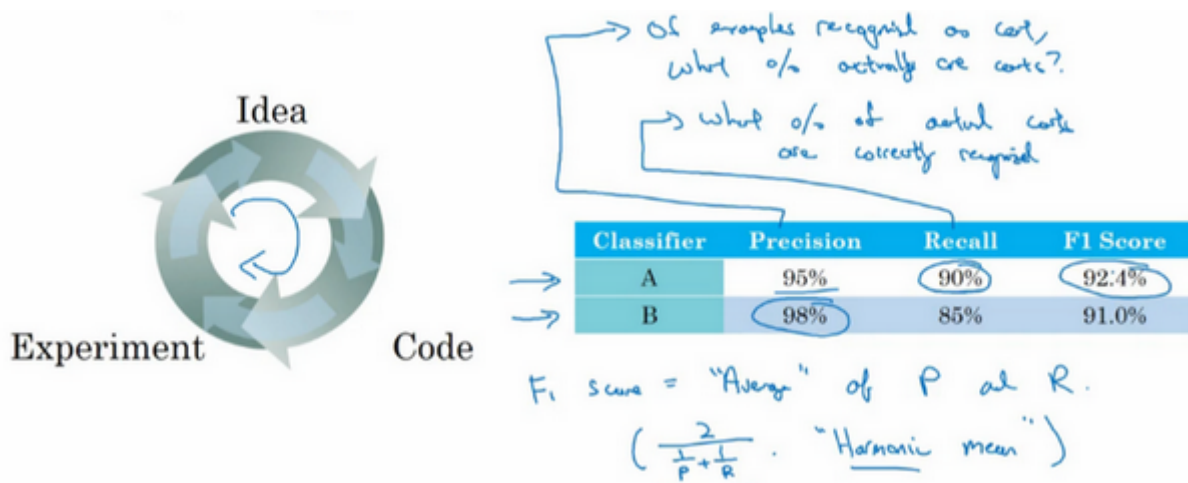 Of examples recognized as cat,
what % actually are cats?
what % of actual cats
are correctly recognized
Idea
Experiment
Code
Classifier Precision Recall F1 Score
A 95% 90% 92.4%
B 98% 85% 91.0%
F₁ score = "Average" of P and R.
( 2 / (1/P + 1/R) . "Harmonic mean" )